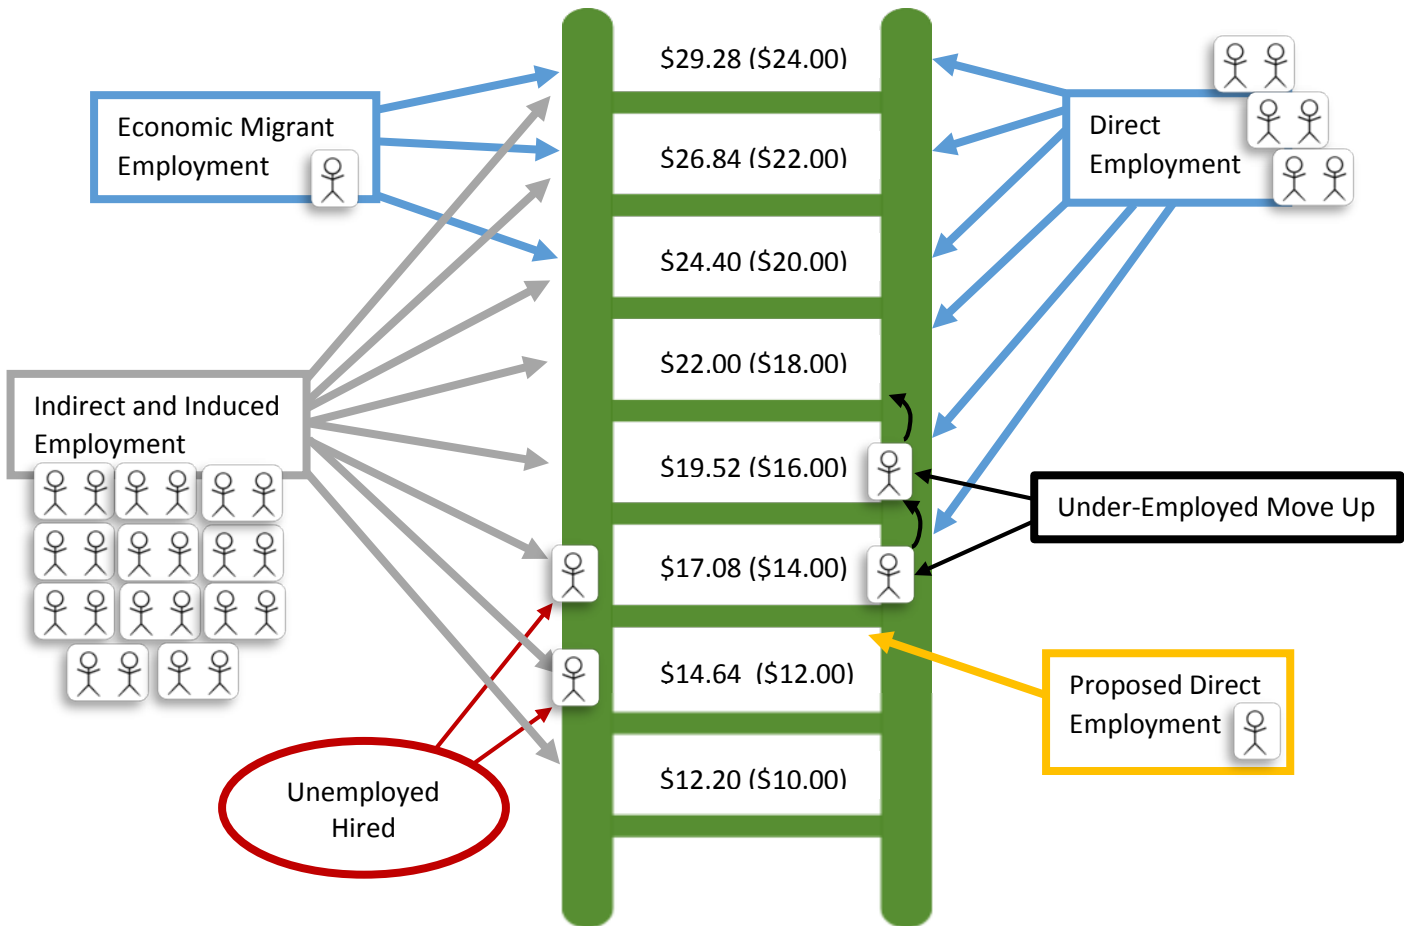 $29.28 ($24.00)
Economic Migrant
Employment
Direct
Employment
$26.84 ($22.00)
$24.40 ($20.00)
$22.00 ($18.00)
Indirect and Induced
Employment
$19.52 ($16.00)
Under-Employed Move Up
$17.08 ($14.00)
$14.64 ($12.00)
Proposed Direct
Employment
$12.20 ($10.00)
Unemployed
Hired